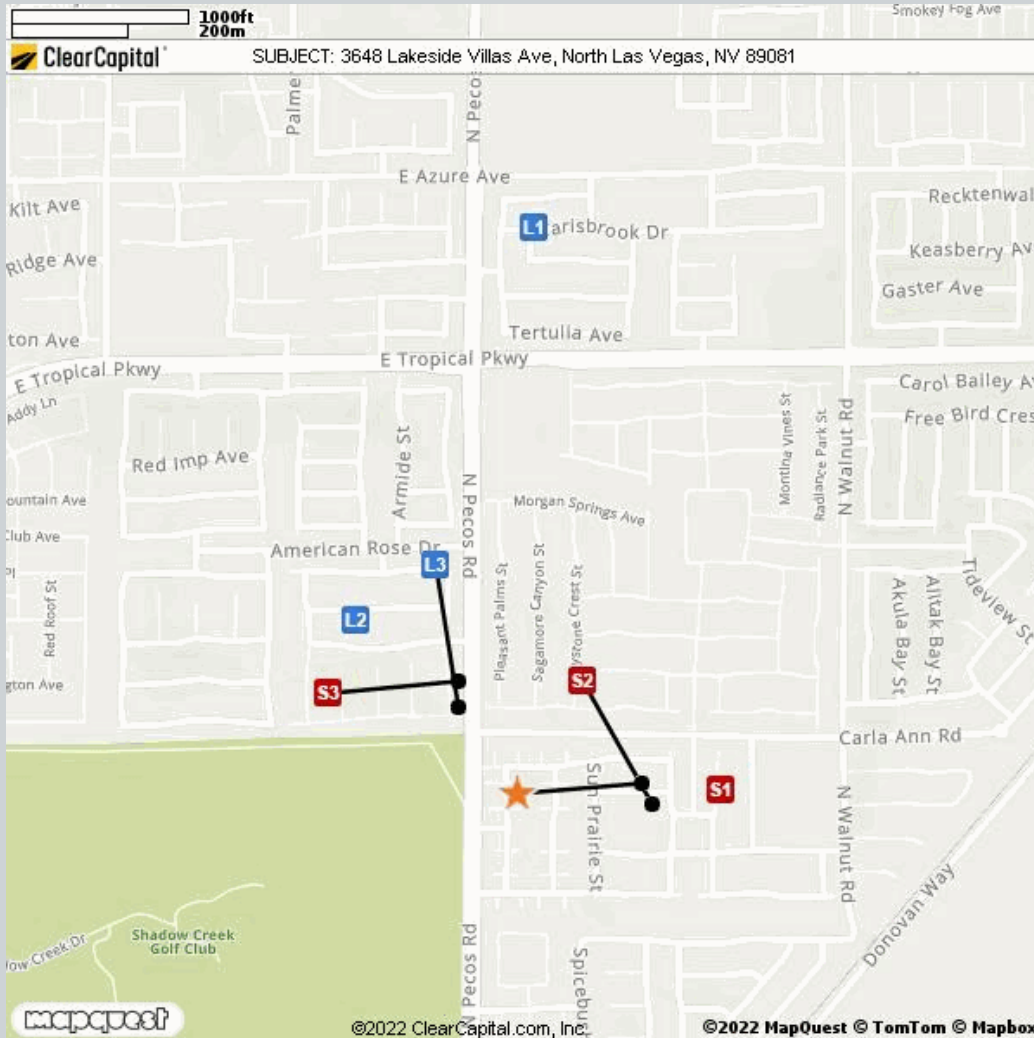 Smokey Fog Ave
1000ft
200m
ClearCapital
SUBJECT: 3648 Lakeside Villas Ave, North Las Vegas, NV 89081
Palme
N Peco
E Azure Ave
Kilt Ave
Recktenwal
L1
arisbrook Dr
Keasberry Av
Ridge Ave
Gaster Ave
ton Ave
Tertulla Ave
E Tropical Pkwy
E Tropical Pkwy
Carol Bailey Av
Addy Ln
Free Bird Cres
Armide St
Montina Vines St
Radiance Park St
N Walnut Rd
Red Imp Ave
ountain Ave
N Pecos Rd
Morgan Springs Ave
Club Ave
American Rose Dr
Pl
L3
Pleasant Palms St
Sagamore Canyon St
ystone Crest St
Tideview St
Red Roof St
L2
Akula Bay St
Alitak Bay St
gton Ave
S3
S2
Carla Ann Rd
S1
Sun Prairie St
N Walnut Rd
Donovan Way
Shadow Creek
Golf Club
low Creek Dr
N Pecos Rd
Spicebu
mapquest
©2022 ClearCapital.com, Inc.
©2022 MapQuest © TomTom © Mapbox